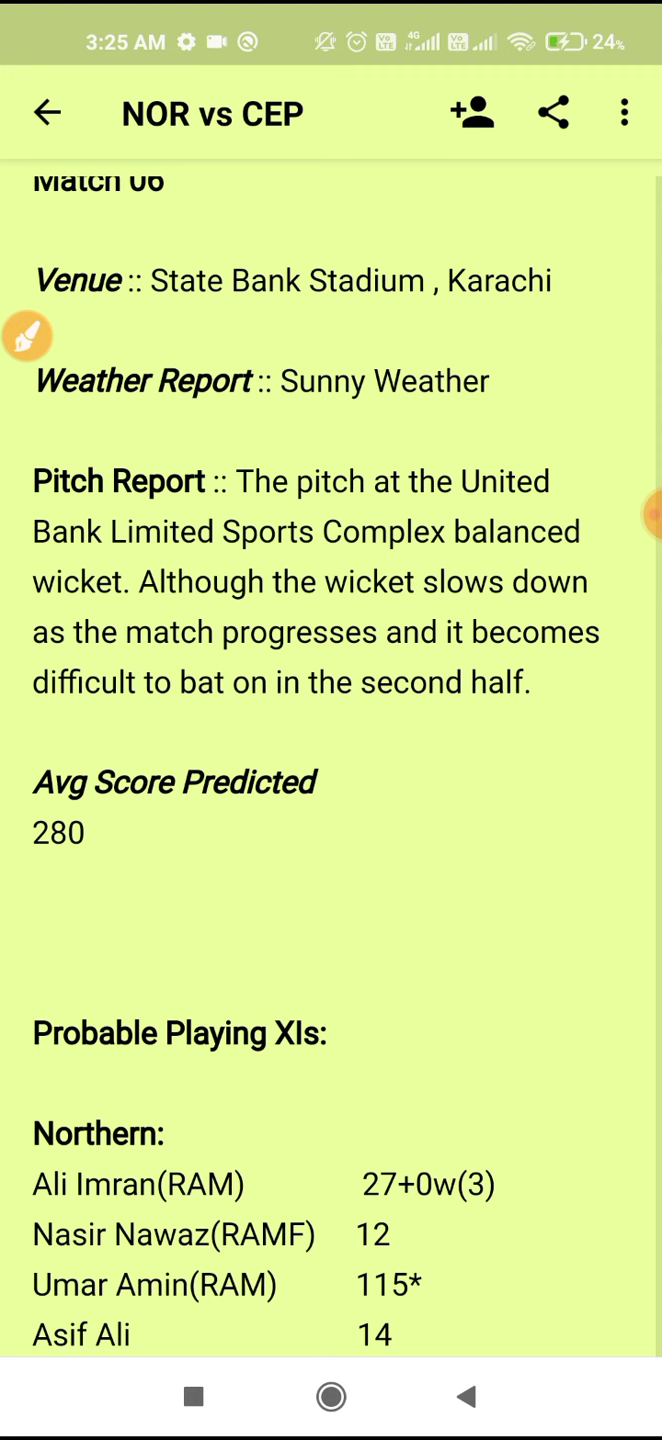 3:25 AM 4G 24%
NOR vs CEP
Match 06
Venue :: State Bank Stadium , Karachi
Weather Report :: Sunny Weather
Pitch Report :: The pitch at the United
Bank Limited Sports Complex balanced
wicket. Although the wicket slows down
as the match progresses and it becomes
difficult to bat on in the second half.
Avg Score Predicted
280
Probable Playing XIs:
Northern:
Ali Imran(RAM) 27+0w(3)
Nasir Nawaz(RAMF) 12
Umar Amin(RAM) 115*
Asif Ali 14